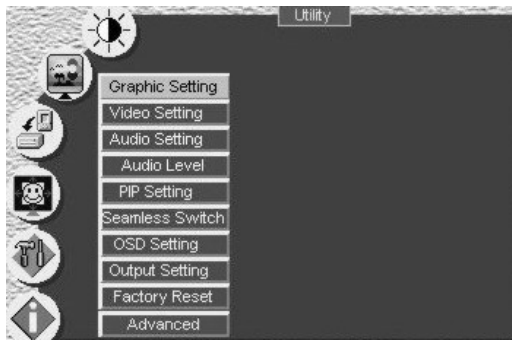 Utility
Graphic Setting
Video Setting
Audio Setting
Audio Level
PIP Setting
Seamless Switch
OSD Setting
Output Setting
Factory Reset
Advanced